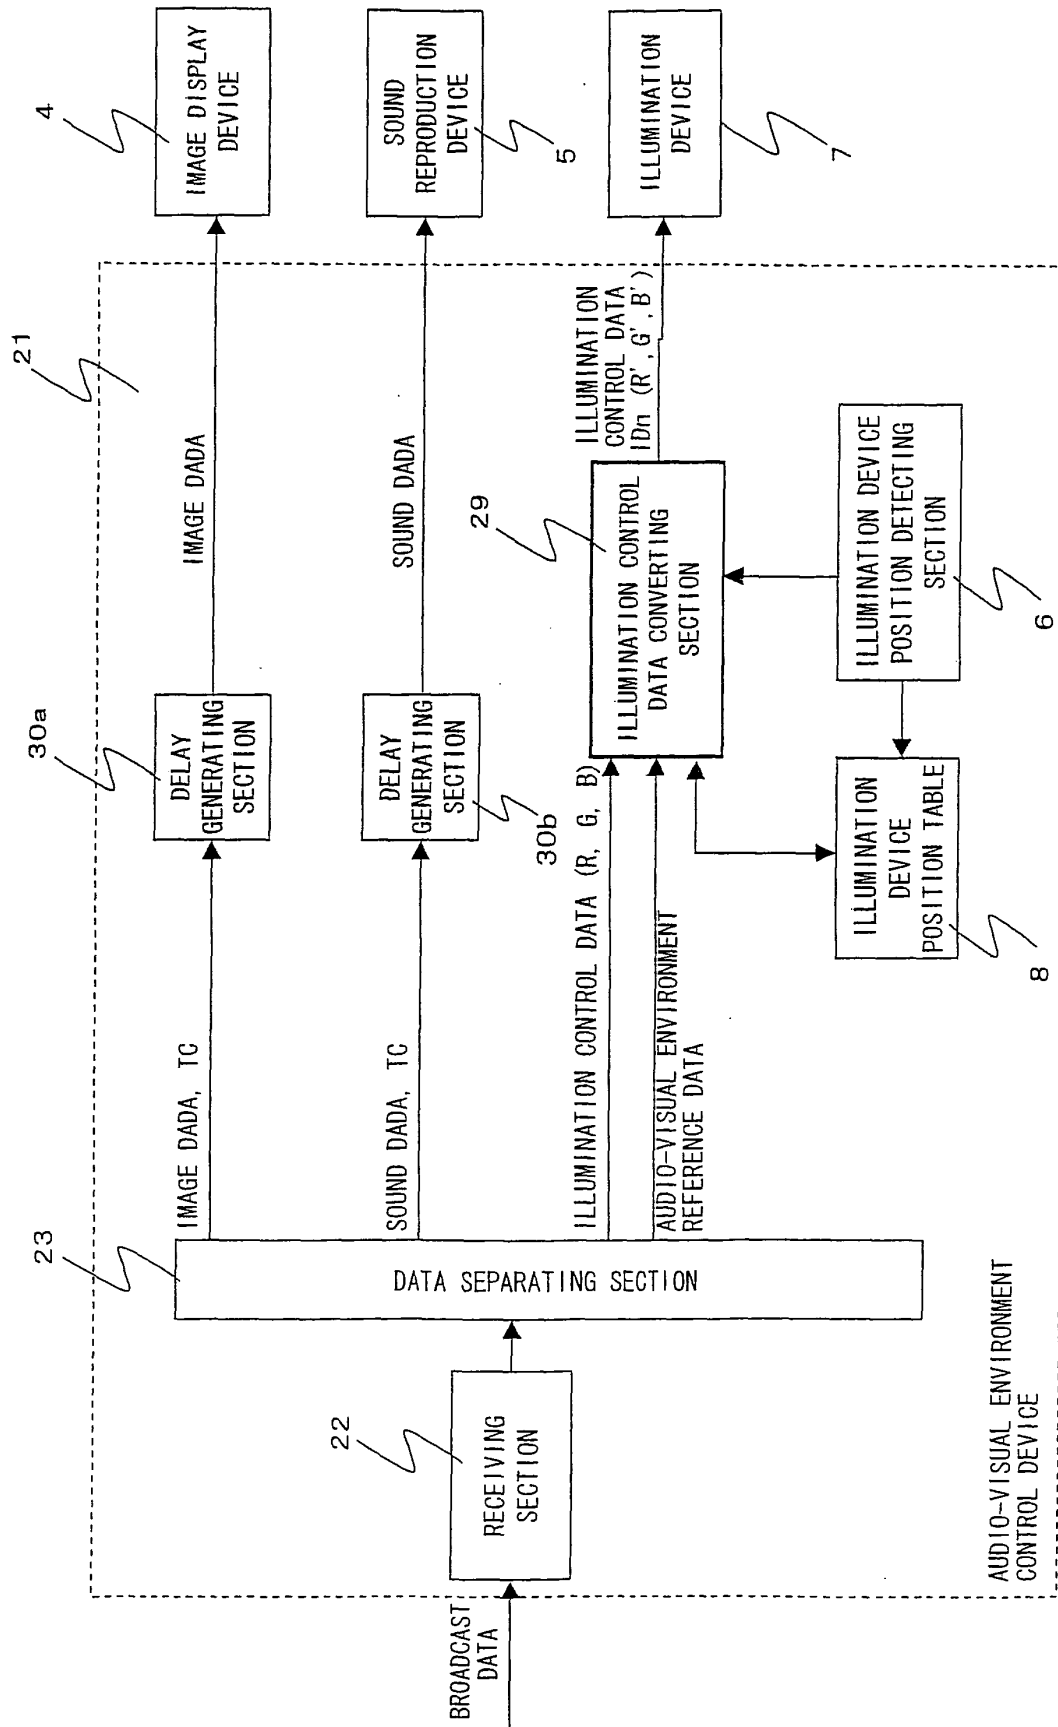 BROADCAST
DATA
22
RECEIVING
SECTION
23
DATA SEPARATING SECTION
IMAGE DADA, TC
SOUND DADA, TC
ILLUMINATION CONTROL DATA (R, G, B)
AUDIO-VISUAL ENVIRONMENT
REFERENCE DATA
30a
DELAY
GENERATING
SECTION
DELAY
GENERATING
SECTION
30b
IMAGE DADA
SOUND DADA
21
29
ILLUMINATION CONTROL
DATA CONVERTING
SECTION
ILLUMINATION
CONTROL DATA
IDn (R', G', B')
ILLUMINATION
DEVICE
POSITION TABLE
8
ILLUMINATION DEVICE
POSITION DETECTING
SECTION
6
4
IMAGE DISPLAY
DEVICE
SOUND
REPRODUCTION
DEVICE
5
ILLUMINATION
DEVICE
7
AUDIO-VISUAL ENVIRONMENT
CONTROL DEVICE